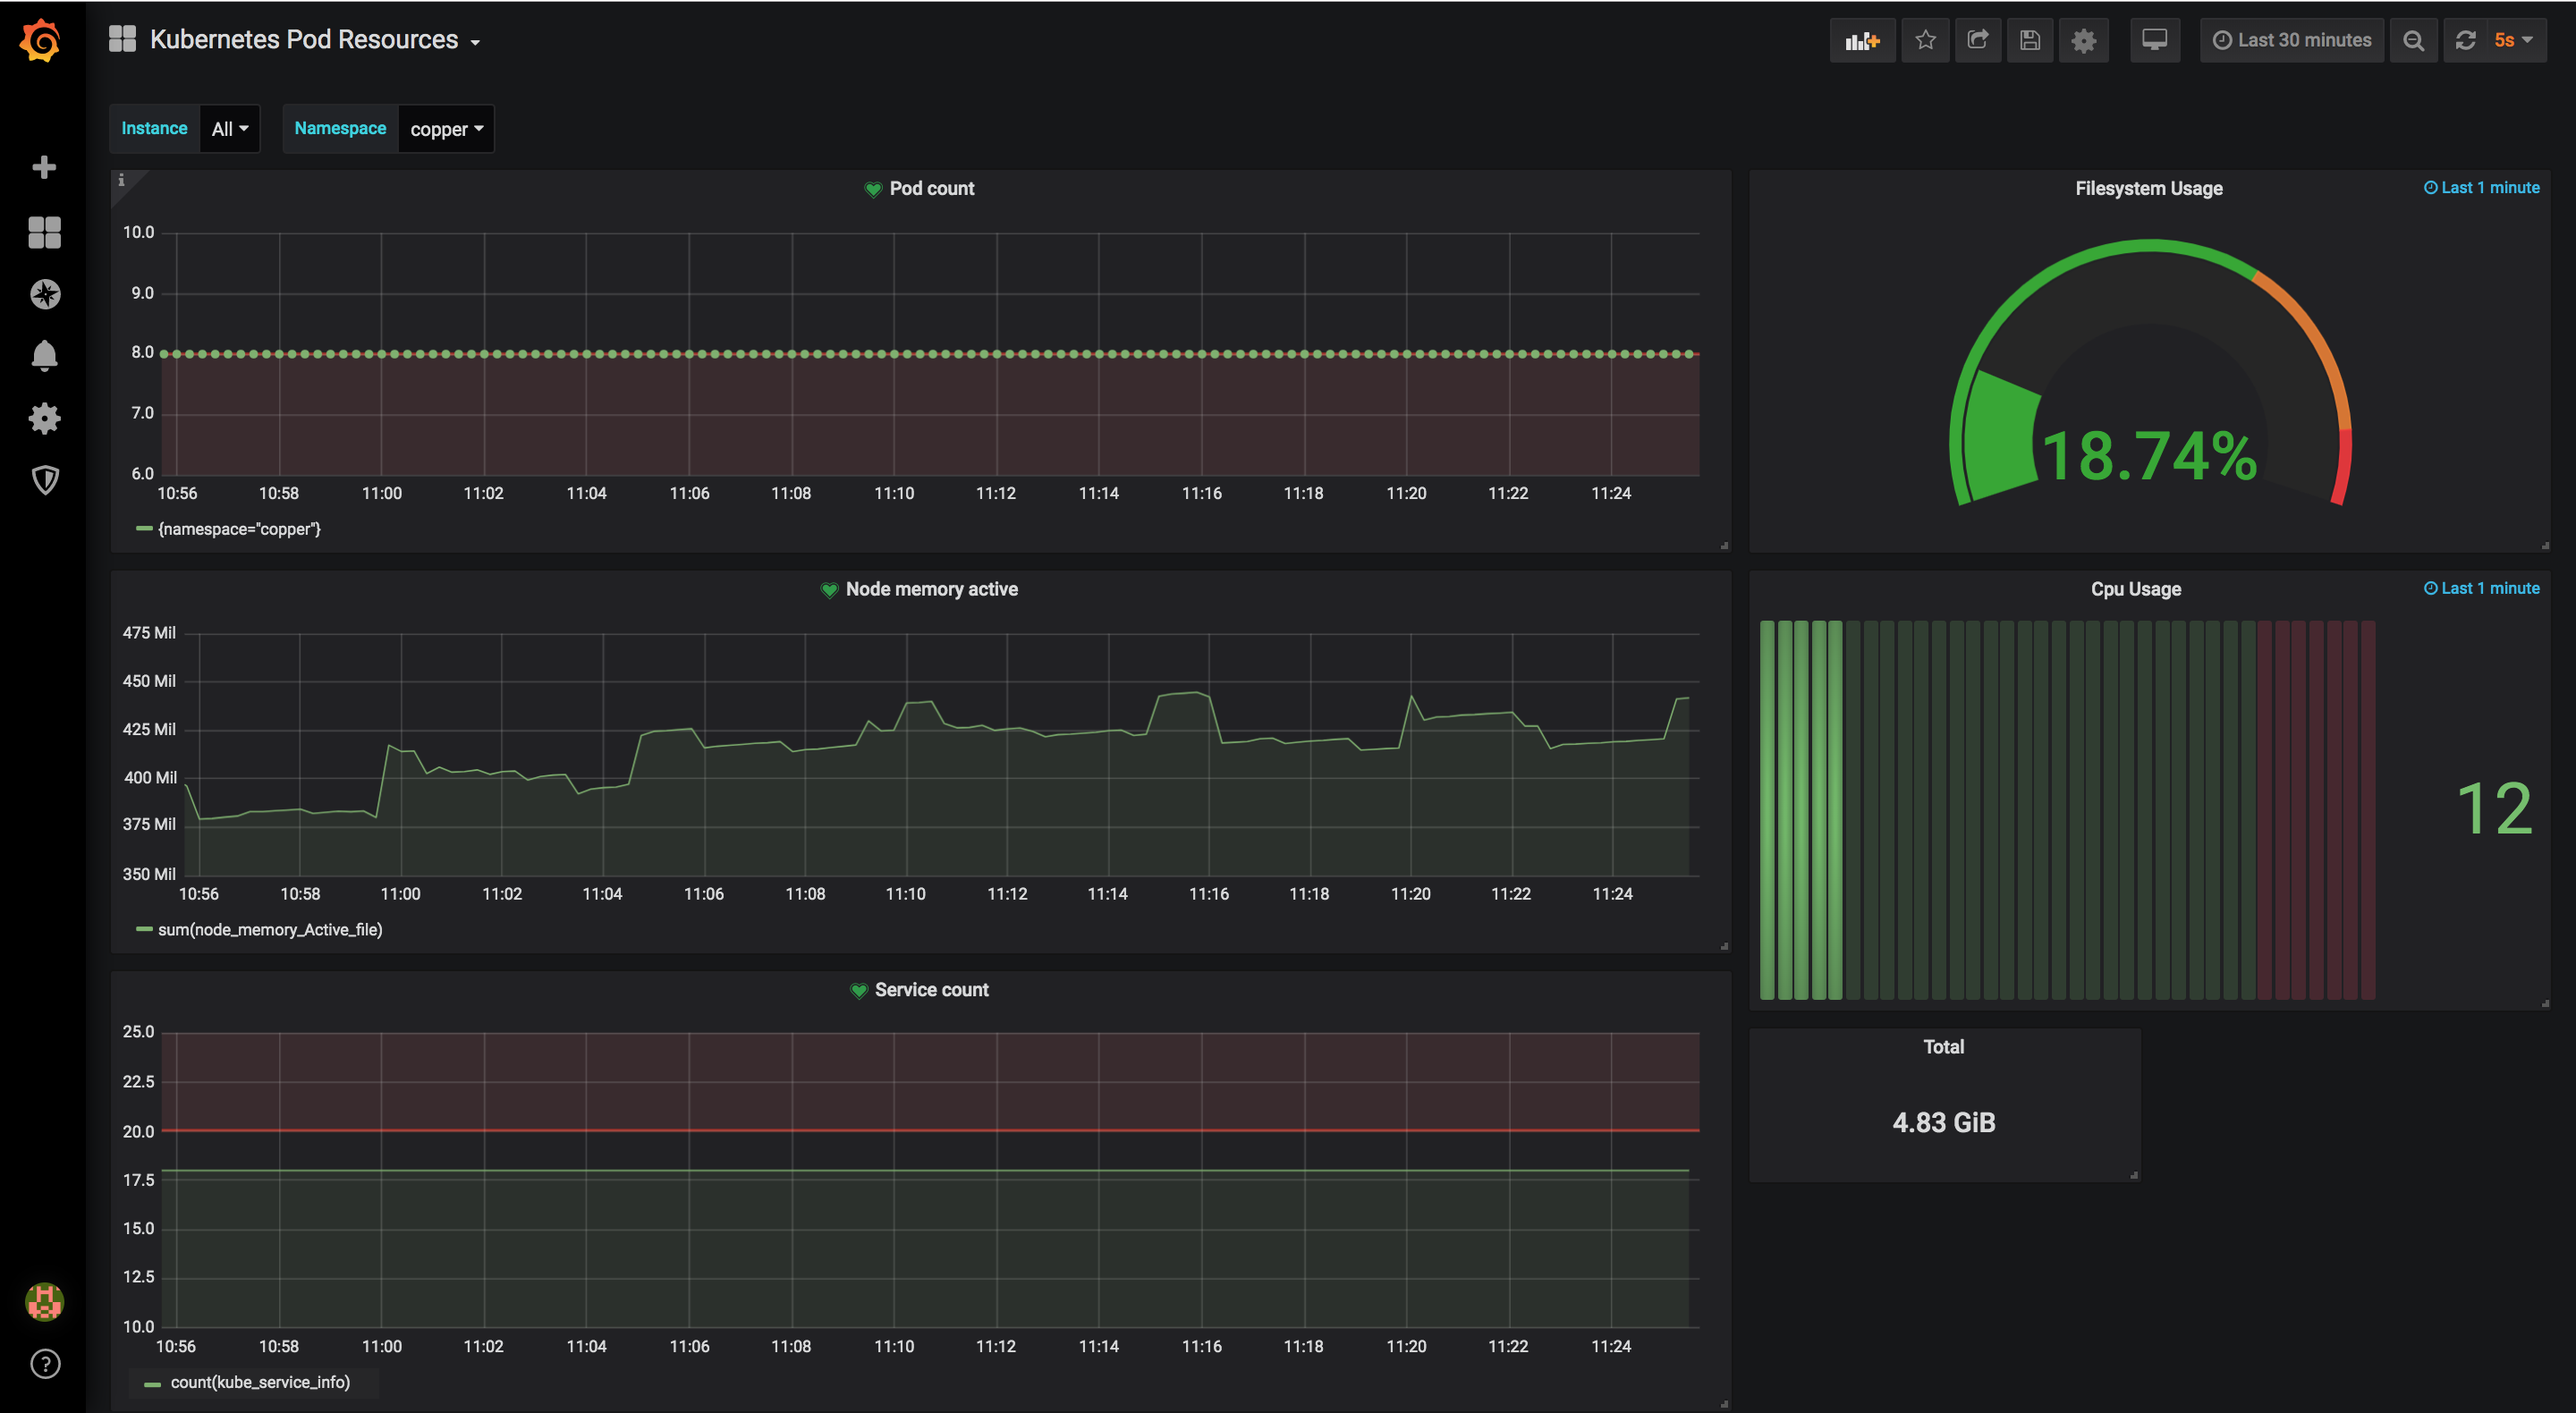 Kubernetes Pod Resources
Last 30 minutes
5s
Instance
All
Namespace
copper
i
Pod count
10.0
9.0
8.0
7.0
6.0
10:56 10:58 11:00 11:02 11:04 11:06 11:08 11:10 11:12 11:14 11:16 11:18 11:20 11:22 11:24
{namespace="copper"}
Filesystem Usage
Last 1 minute
18.74%
Node memory active
475 Mil
450 Mil
425 Mil
400 Mil
375 Mil
350 Mil
10:56 10:58 11:00 11:02 11:04 11:06 11:08 11:10 11:12 11:14 11:16 11:18 11:20 11:22 11:24
sum(node_memory_Active_file)
Cpu Usage
Last 1 minute
12
Service count
25.0
22.5
20.0
17.5
15.0
12.5
10.0
10:56 10:58 11:00 11:02 11:04 11:06 11:08 11:10 11:12 11:14 11:16 11:18 11:20 11:22 11:24
count(kube_service_info)
Total
4.83 GiB
?